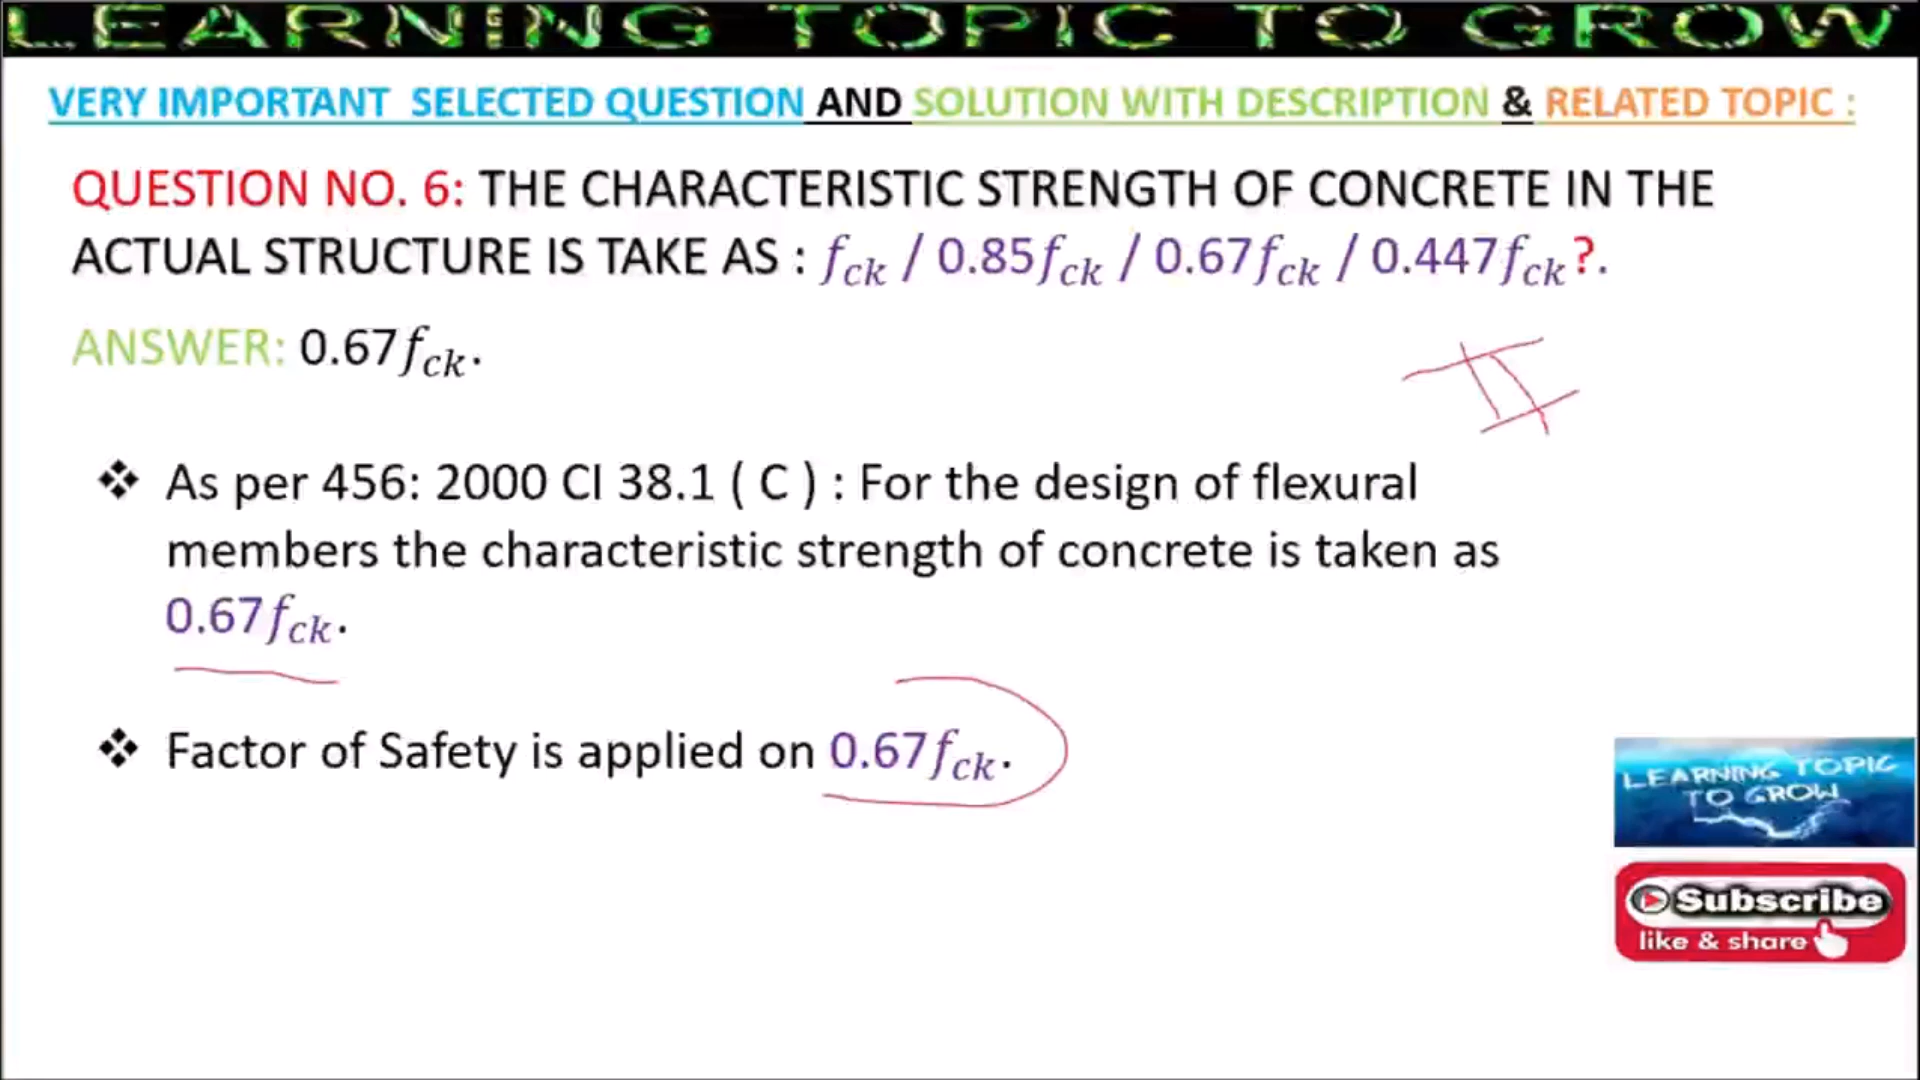 LEARNING TOPIC TO GROW
VERY IMPORTANT SELECTED QUESTION AND SOLUTION WITH DESCRIPTION & RELATED TOPIC :
QUESTION NO. 6: THE CHARACTERISTIC STRENGTH OF CONCRETE IN THE
ACTUAL STRUCTURE IS TAKE AS : fck / 0.85fck / 0.67fck / 0.447fck?.
ANSWER: 0.67fck.
❖ As per 456: 2000 CI 38.1 ( C ) : For the design of flexural
members the characteristic strength of concrete is taken as
0.67fck.
❖ Factor of Safety is applied on 0.67fck.
LEARNING TOPIC
TO GROW
Subscribe
like & share